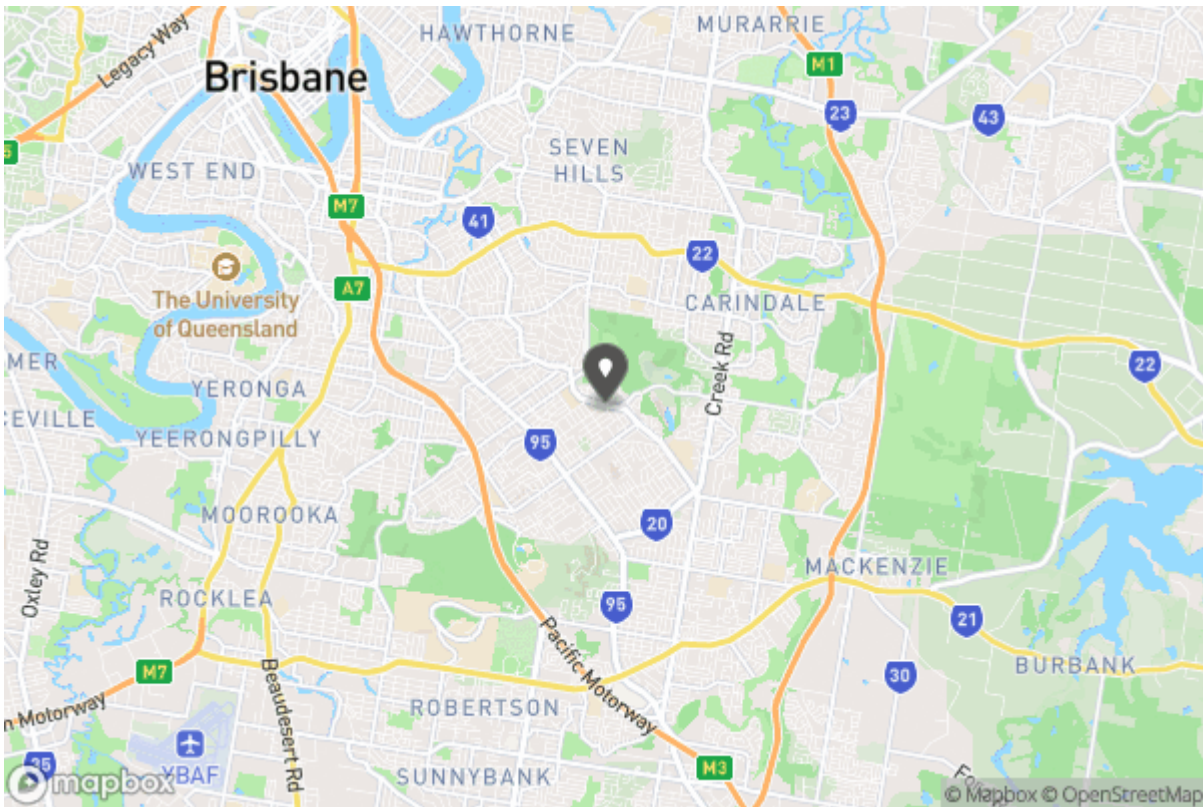 HAWTHORNE
MURARRIE
Legacy Way
Brisbane
M1
23
43
5
SEVEN
HILLS
WEST END
M7
41
22
A7
CARINDALE
The University
of Queensland
Creek Rd
22
MER
YERONGA
CEVILLE
YEERONGPILLY
95
MOOROOKA
20
Oxley Rd
MACKENZIE
ROCKLEA
95
21
Pacific Motorway
BURBANK
M7
30
Beaudesert Rd
ROBERTSON
n Motorway
YBAF
SUNNYBANK
M3
35
mapbox
© Mapbox © OpenStreetMap